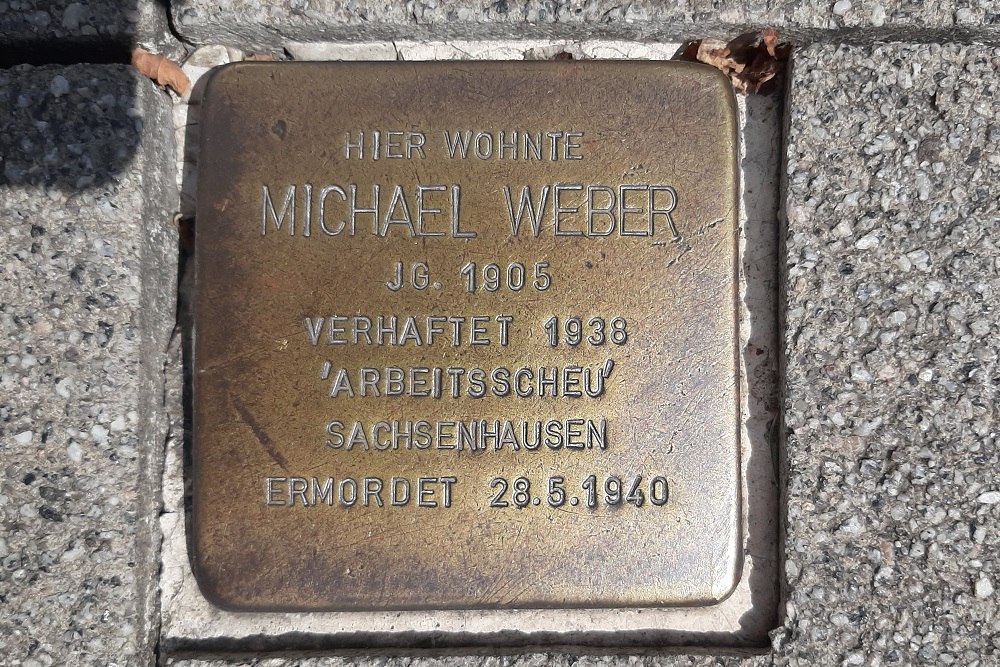 HIER WOHNTE
MICHAEL WEBER
JG. 1905
VERHAFTET 1938
'ARBEITSSCHEU'
SACHSENHAUSEN
ERMORDET 28.5.1940